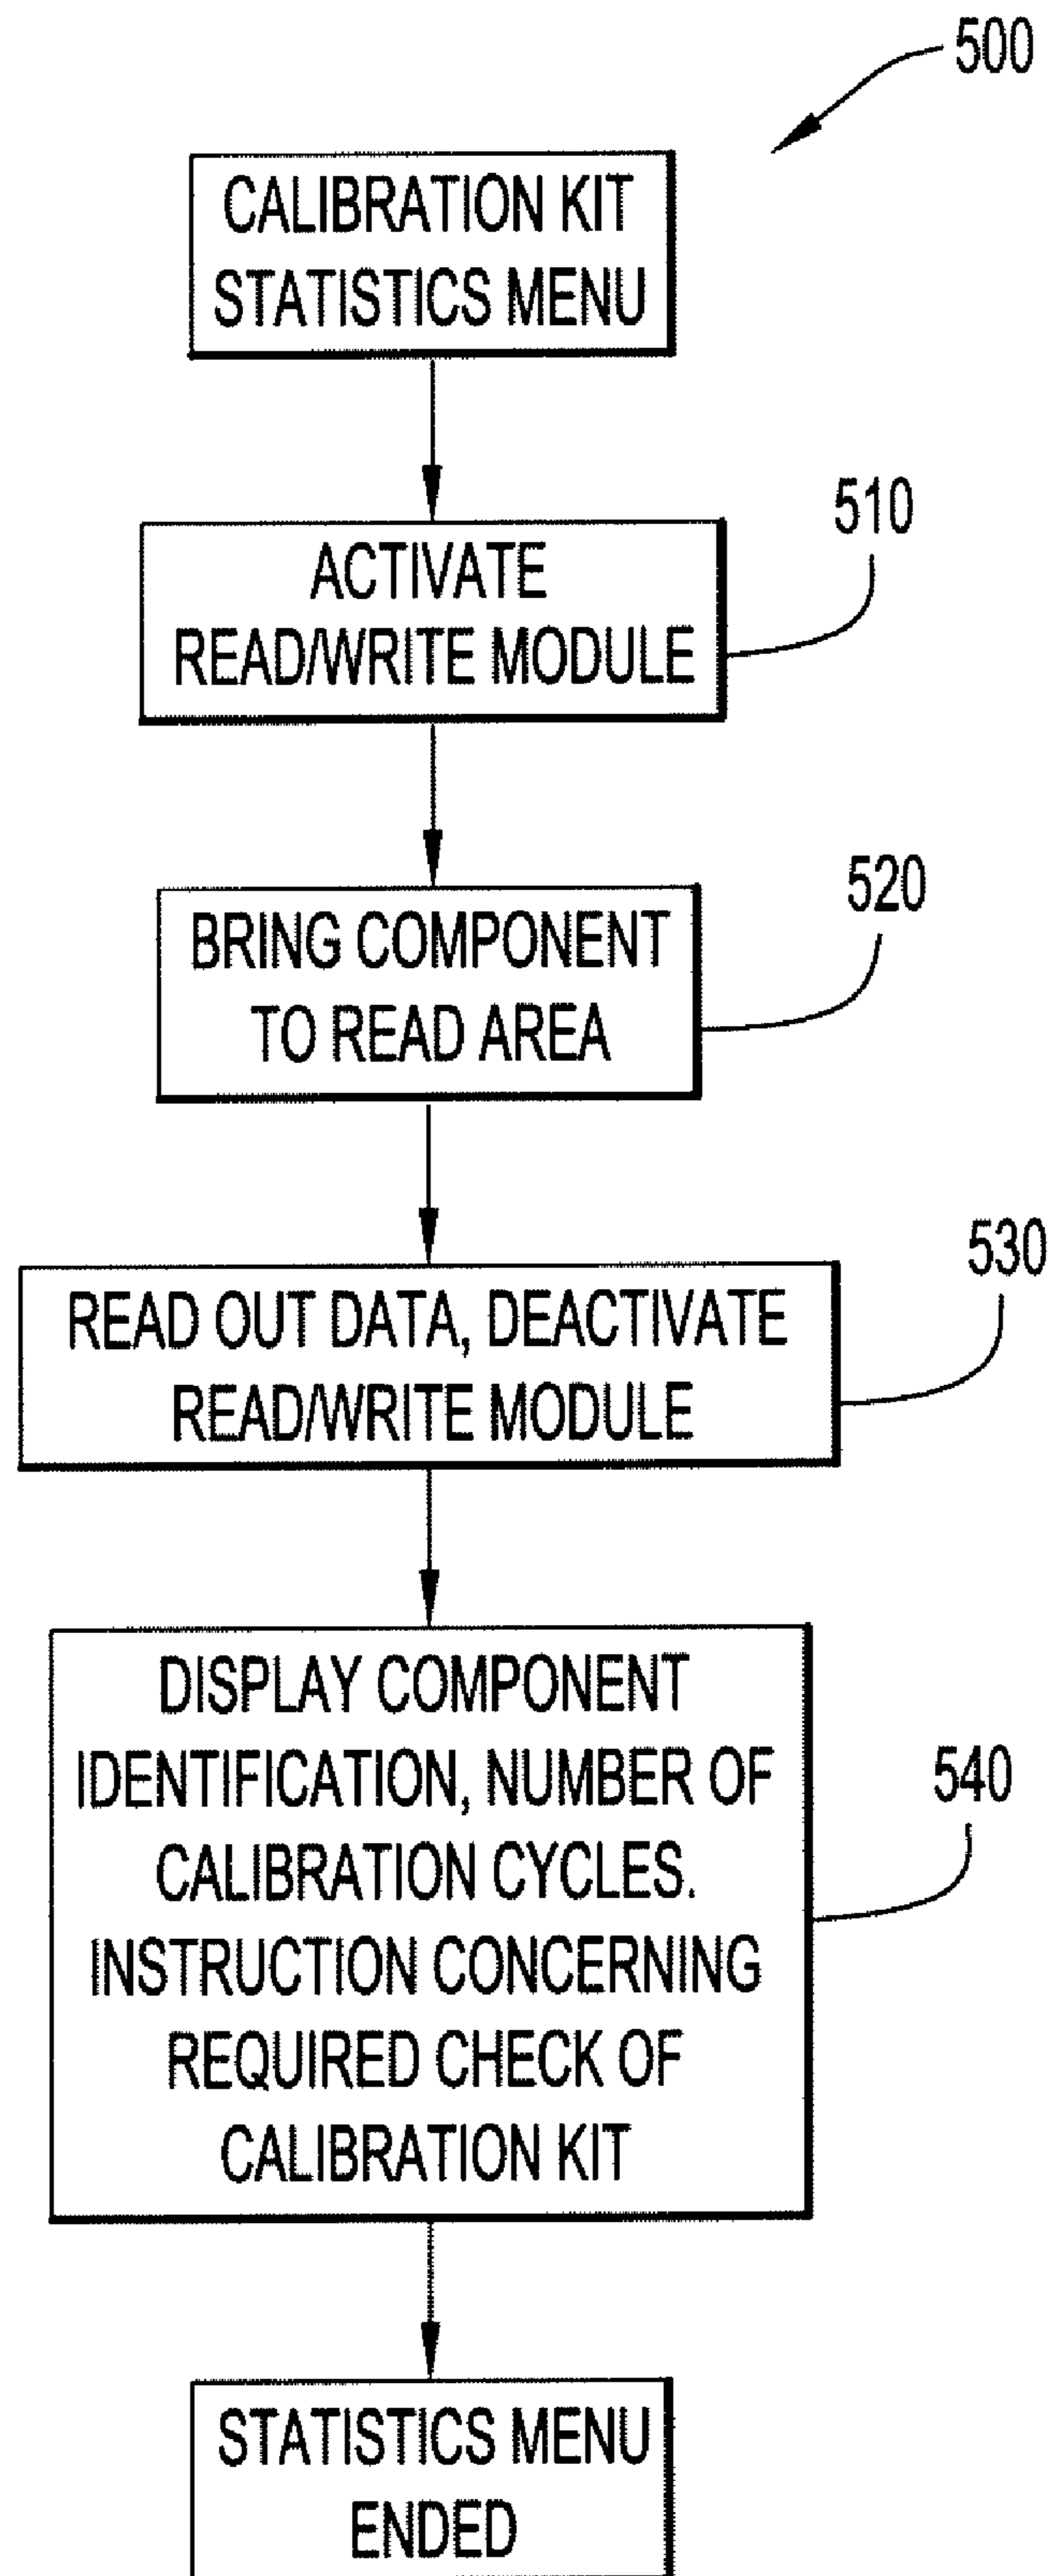 500
CALIBRATION KIT
STATISTICS MENU
510
ACTIVATE
READ/WRITE MODULE
520
BRING COMPONENT
TO READ AREA
530
READ OUT DATA, DEACTIVATE
READ/WRITE MODULE
DISPLAY COMPONENT
IDENTIFICATION, NUMBER OF
540
CALIBRATION CYCLES.
INSTRUCTION CONCERNING
REQUIRED CHECK OF
CALIBRATION KIT
STATISTICS MENU
ENDED